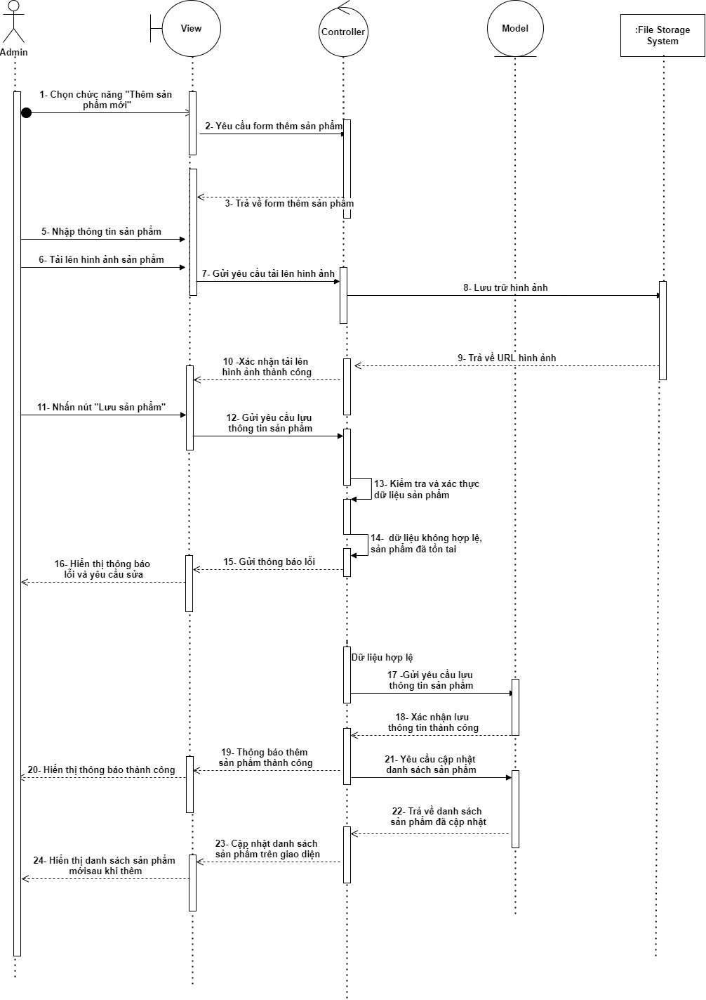 Admin
View
Controller
Model
:File Storage
System
1- Chọn chức năng "Thêm sản
phẩm mới"
2- Yêu cầu form thêm sản phẩm
3- Trả về form thêm sản phẩm
5- Nhập thông tin sản phẩm
6- Tải lên hình ảnh sản phẩm
7- Gửi yêu cầu tải lên hình ảnh
8- Lưu trữ hình ảnh
9- Trả về URL hình ảnh
10 -Xác nhận tải lên
hình ảnh thành công
11- Nhấn nút "Lưu sản phẩm"
12- Gửi yêu cầu lưu
thông tin sản phẩm
13- Kiểm tra và xác thực
dữ liệu sản phẩm
14-  dữ liệu không hợp lệ,
sản phẩm đã tồn tai
15- Gửi thông báo lỗi
16- Hiển thị thông báo
lỗi và yêu cầu sửa
Dữ liệu hợp lệ
17 -Gửi yêu cầu lưu
thông tin sản phẩm
18- Xác nhận lưu
thông tin thành công
19- Thông báo thêm
sản phẩm thành công
20- Hiển thị thông báo thành công
21- Yêu cầu cập nhật
danh sách sản phẩm
22- Trả về danh sách
sản phẩm đã cập nhật
23- Cập nhật danh sách
sản phẩm trên giao diện
24- Hiển thị danh sách sản phẩm
mớisau khi thêm